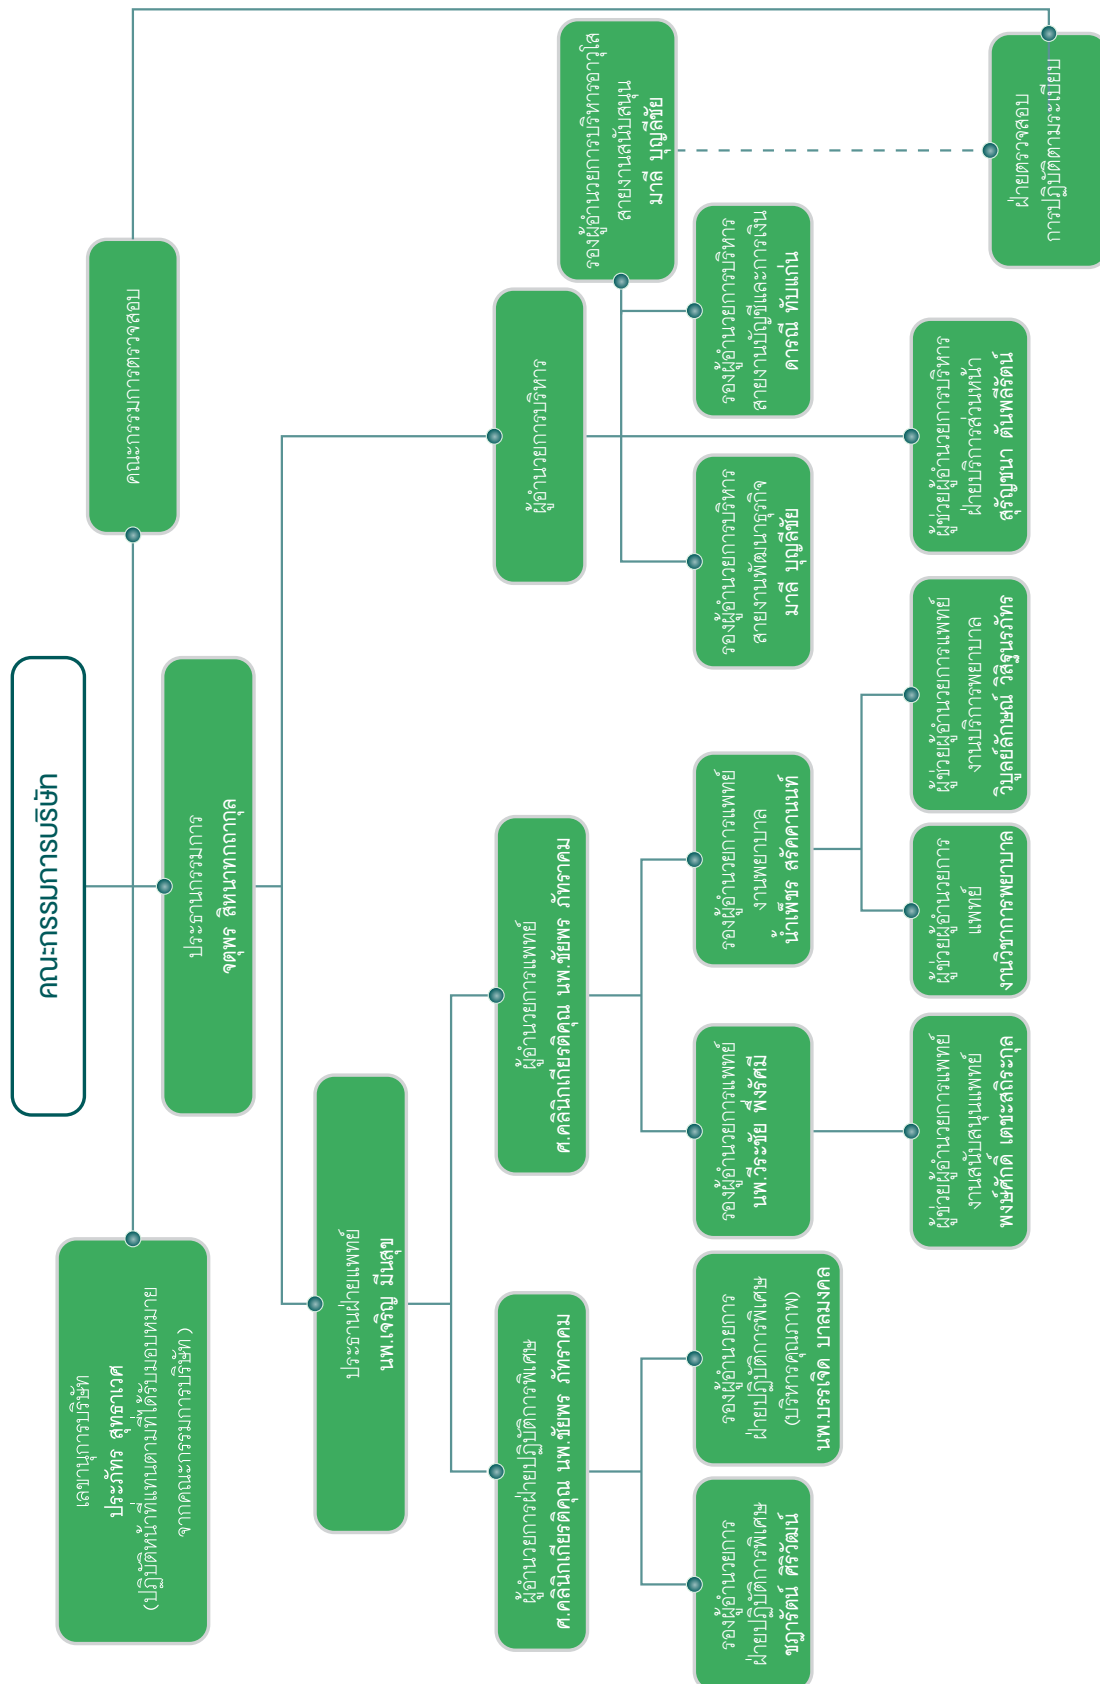 คณะกรรมการบริษัท
เลขานุการบริษัท
ประภัทร สุทธาเวศ
(ปฏิบัติหน้าที่แทนตามที่ได้รับมอบหมาย
จากคณะกรรมการบริษัท )
คณะกรรมการตรวจสอบ
ประธานกรรมการ
จตุพร สิหนาทกถากุล
ประธานฝ่ายแพทย์
นพ.เจริญ มีนสุข
ผู้อำนวยการฝ่ายปฏิบัติการพิเศษ
ศ.คลินิกเกียรติคุณ นพ.ชัยพร ภัทราคม
ผู้อำนวยการแพทย์
ศ.คลินิกเกียรติคุณ นพ.ชัยพร ภัทราคม
ผู้อำนวยการบริหาร
รองผู้อำนวยการบริหารอาวุโส
สายงานสนับสนุน
มาลี บุญลีชัย
รองผู้อำนวยการ
ฝ่ายปฏิบัติการพิเศษ
ชฎารัตน์ ศิริวัฒน์
รองผู้อำนวยการ
ฝ่ายปฏิบัติการพิเศษ
(บริหารคุณภาพ)
นพ.บรรเจิด บาลมงคล
รองผู้อำนวยการแพทย์
นพ.วีระชัย พึ่งรัศมี
รองผู้อำนวยการแพทย์
งานพยาบาล
น้ำเพ็ชร สรัคคานนท์
รองผู้อำนวยการบริหาร
สายงานพัฒนาธุรกิจ
มาลี บุญลีชัย
รองผู้อำนวยการบริหาร
สายงานบัญชีและการเงิน
ดารณี ทับแก่น
ผู้ช่วยผู้อำนวยการแพทย์
งานสนับสนุนแพทย์
พงษ์ศักดิ์ เตชะสถิระกุล
ผู้ช่วยผู้อำนวยการ
แพทย์
งานวิชาการพยาบาล
ผู้ช่วยผู้อำนวยการแพทย์
งานบริการพยาบาล
วิบูลย์ลักษณ์ วิสิฐนรภัทร
ผู้ช่วยผู้อำนวยการบริหาร
ฝ่ายบริการส่วนหน้า
สุรัญชนา ตันพลีรัตน์
ฝ่ายตรวจสอบ
การปฏิบัติตามระเบียบ